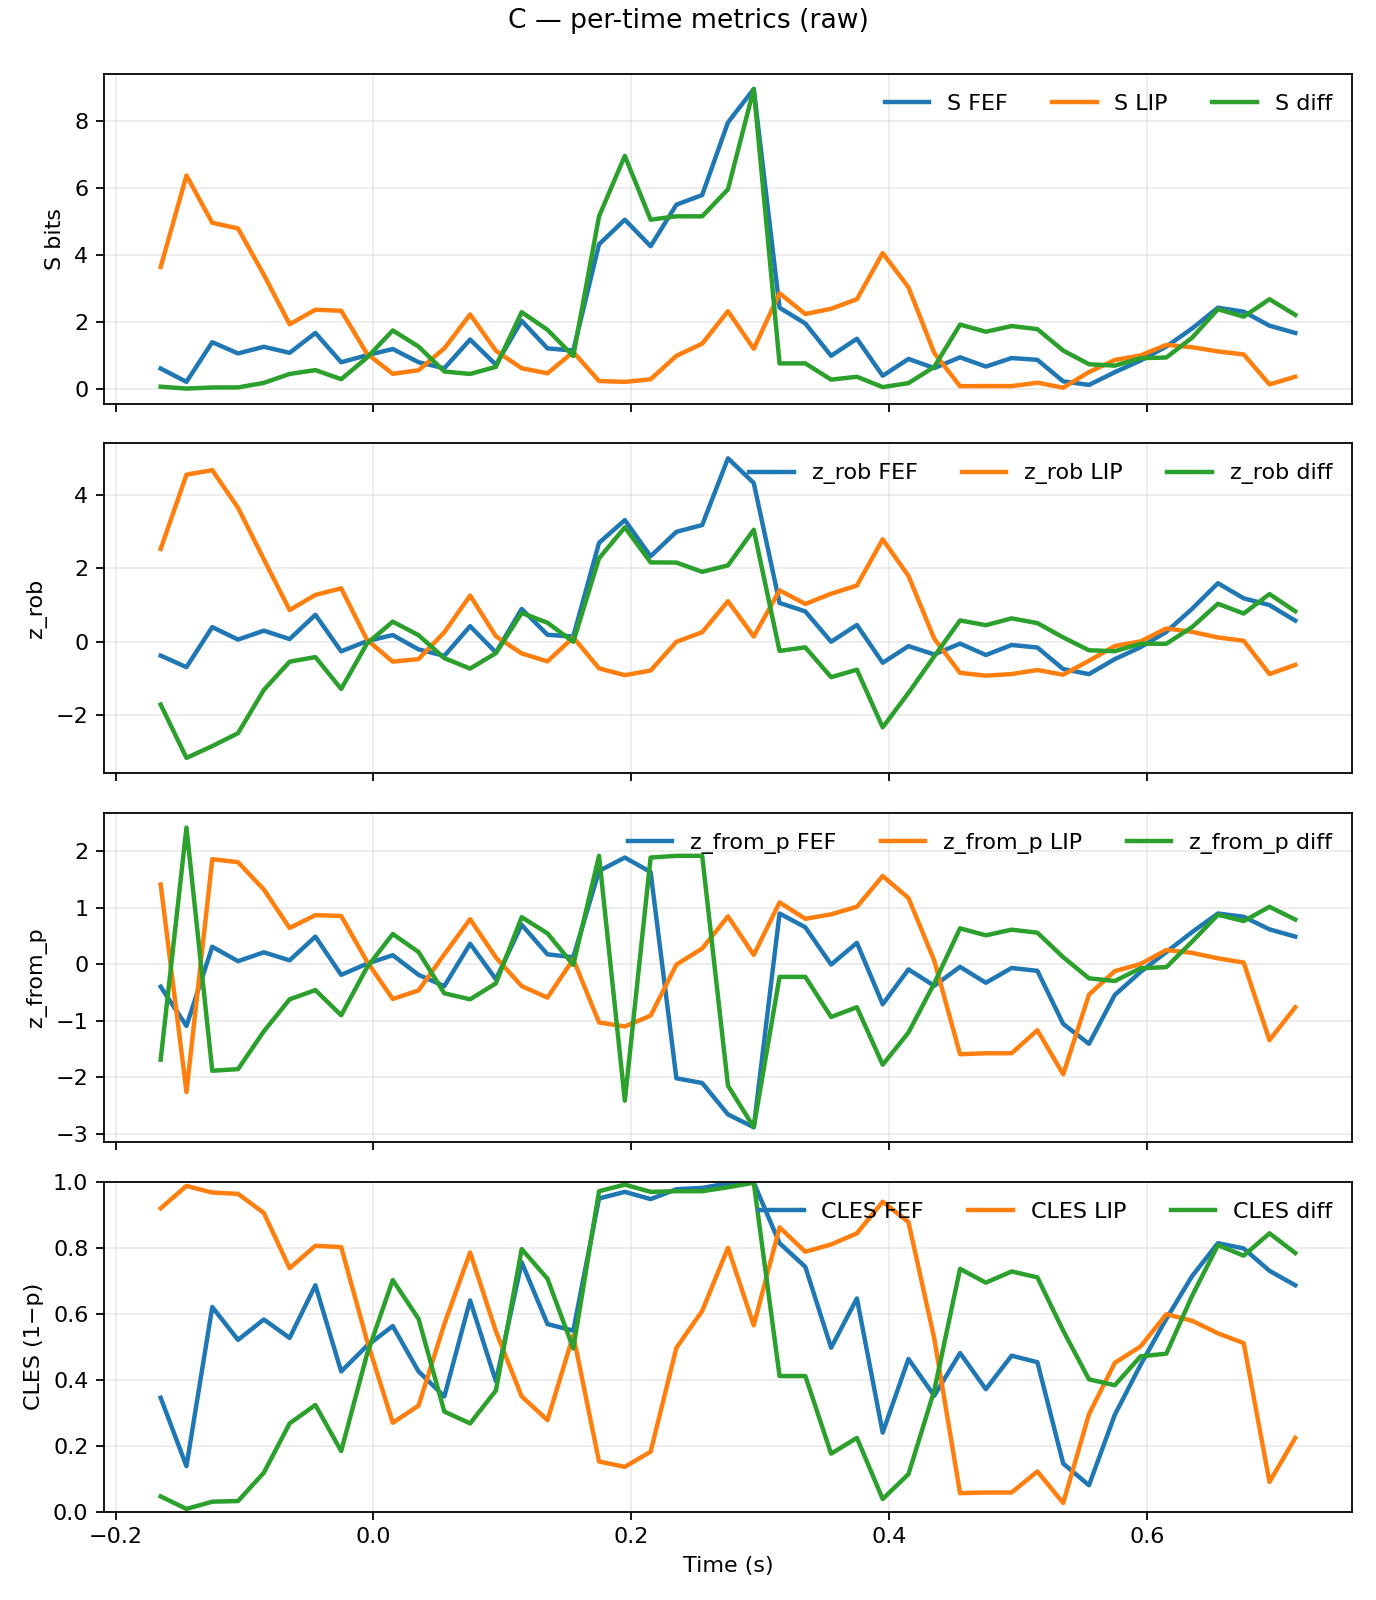 C — per-time metrics (raw)
S FEF S LIP S diff
S bits
8
6
4
2
0
z_rob FEF z_rob LIP z_rob diff
z_rob
4
2
0
−2
z_from_p FEF z_from_p LIP z_from_p diff
z_from_p
2
1
0
−1
−2
−3
CLES FEF CLES LIP CLES diff
CLES (1−p)
1.0
0.8
0.6
0.4
0.2
0.0
−0.2 0.0 0.2 0.4 0.6
Time (s)